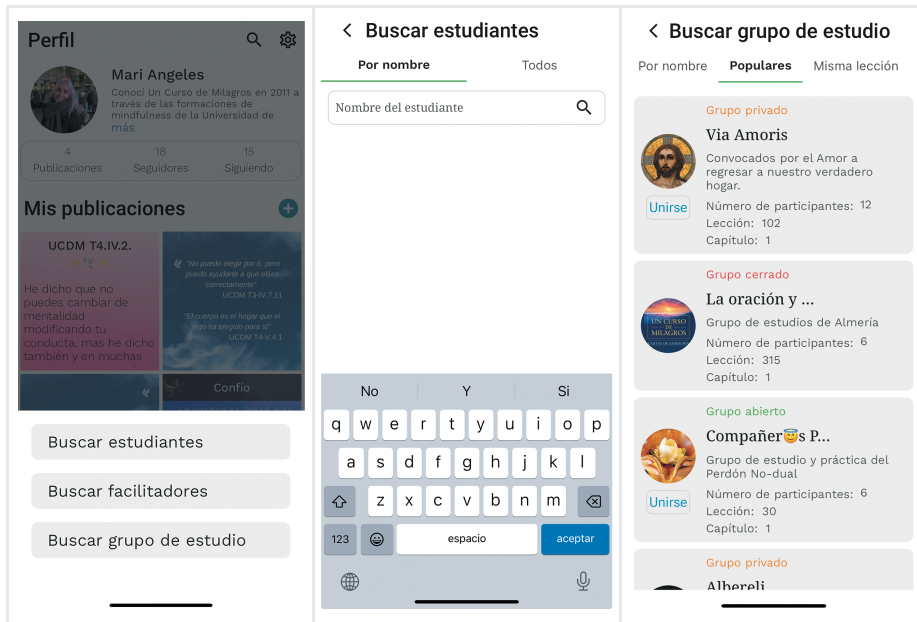 Perfil
Mari Angeles
Conocí Un Curso de Milagros en 2011 a
través de las formaciones de
mindfulness de la Universidad de
más
4
18
15
Publicaciones
Seguidores
Siguiendo
Mis publicaciones
UCDM T4.IV.2.
He dicho que no
puedes cambiar de
mentalidad
modificando tu
conducta, mas he dicho
también y en muchas
"No puedo elegir por ti, pero
puedo ayudarte a que elijas
correctamente"
UCDM T3-IV 7.11
"El cuerpo es el hogar que el
ego ha elegido para sí"
UCDM T4-V.4.1
Confío
Buscar estudiantes
Buscar facilitadores
Buscar grupo de estudio
Buscar estudiantes
Por nombre
Todos
Nombre del estudiante
No
Y
Si
q w e r t y u i o p
a s d f g h j k l
z x c v b n m
123
espacio
aceptar
Buscar grupo de estudio
Por nombre
Populares
Misma lección
Grupo privado
Via Amoris
Convocados por el Amor a
regresar a nuestro verdadero
hogar.
Unirse
Número de participantes: 12
Lección: 102
Capítulo: 1
Grupo cerrado
La oración y ...
UN CURSO
DE
MILAGROS
Grupo de estudios de Almería
Número de participantes: 6
Lección: 315
Capítulo: 1
Grupo abierto
Compañer😇s P...
Grupo de estudio y práctica del
Perdón No-dual
Unirse
Número de participantes: 6
Lección: 30
Capítulo: 1
Grupo privado
Albereli